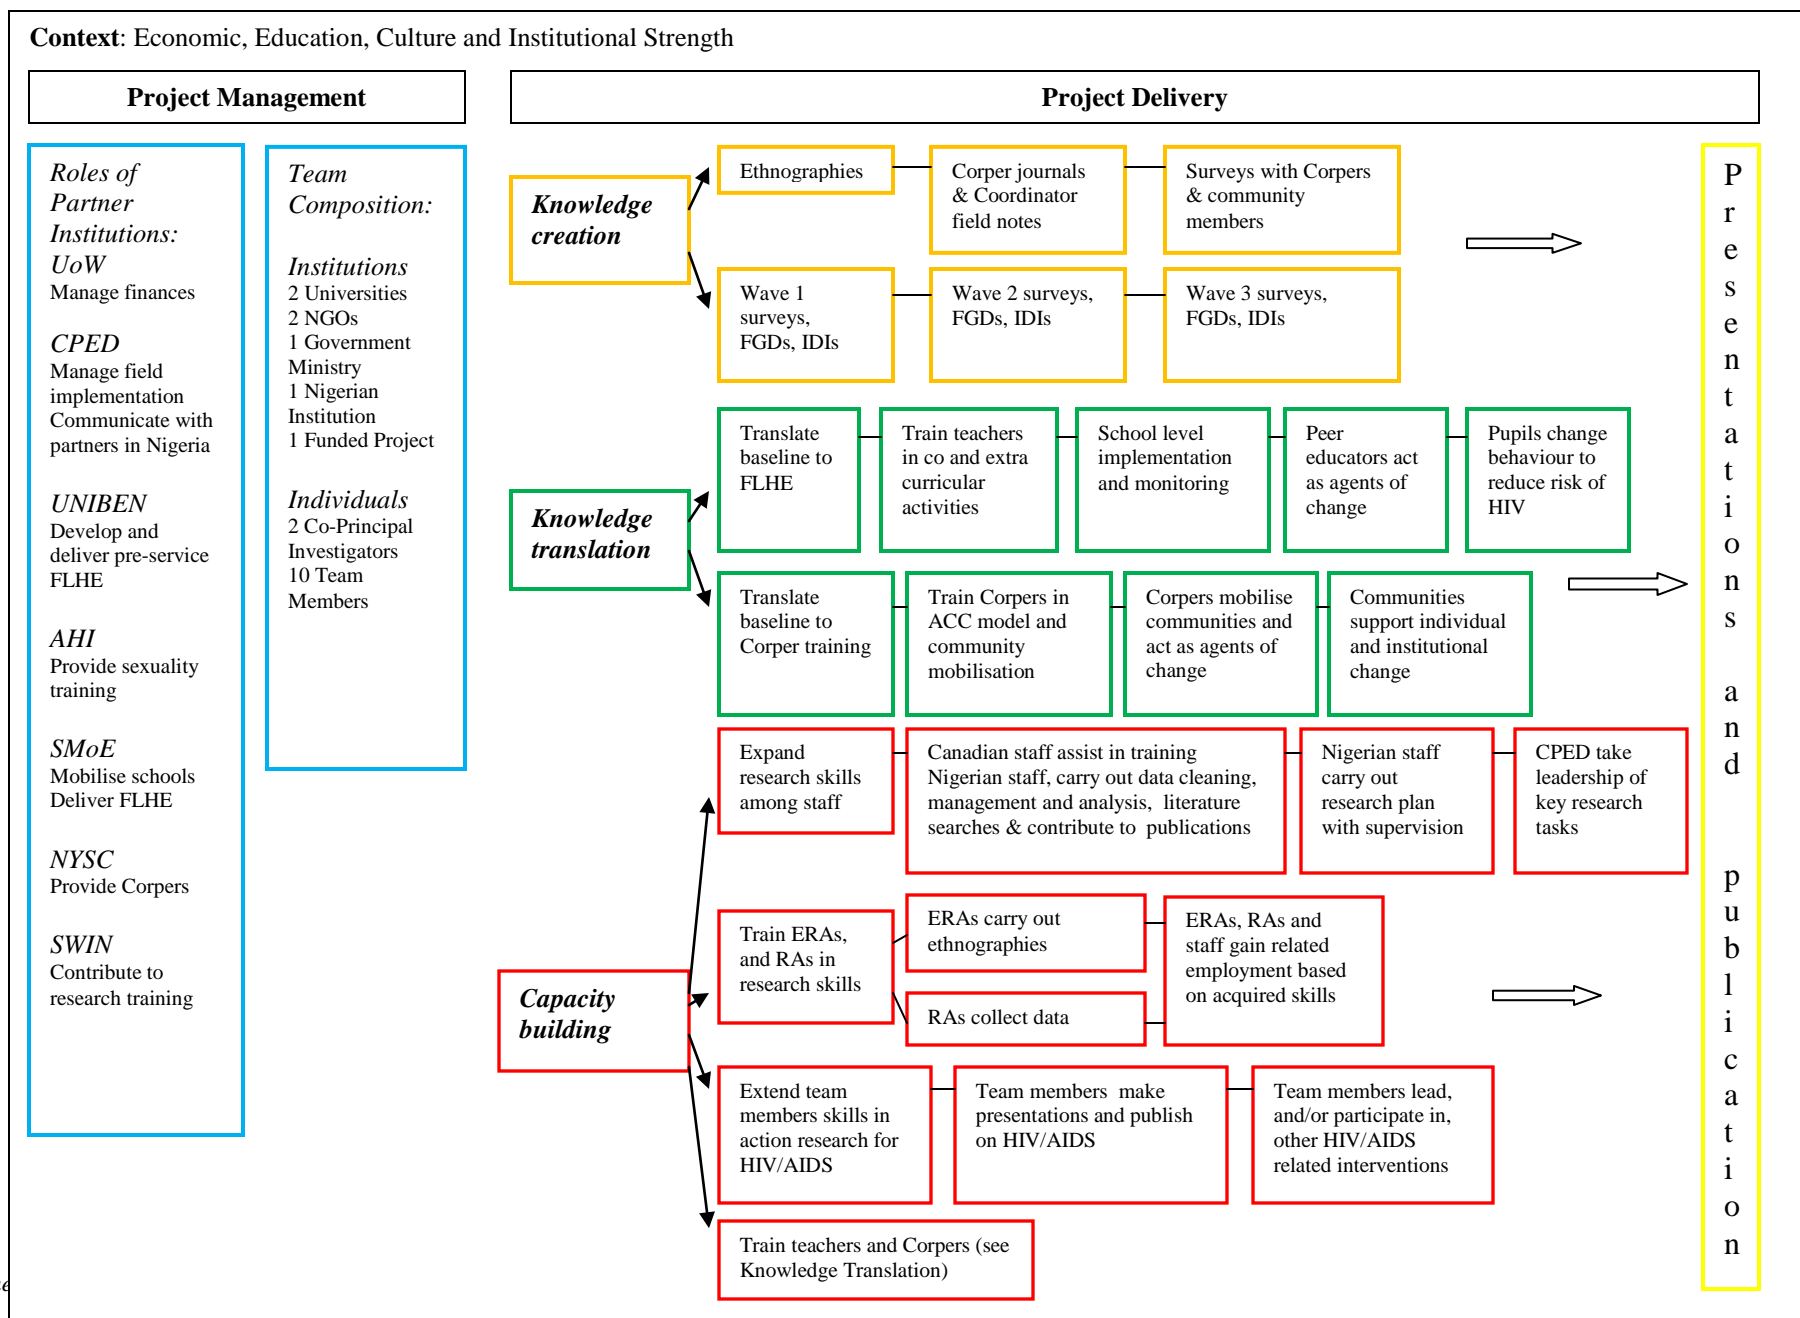 Context: Economic, Education, Culture and Institutional Strength
Project Management
Project Delivery
Roles of
Partner
Institutions:
UoW
Manage finances
CPED
Manage field
implementation
Communicate with
partners in Nigeria
UNIBEN
Develop and
deliver pre-service
FLHE
AHI
Provide sexuality
training
SMoE
Mobilise schools
Deliver FLHE
NYSC
Provide Corpers
SWIN
Contribute to
research training
Team
Composition:
Institutions
2 Universities
2 NGOs
1 Government
Ministry
1 Nigerian
Institution
1 Funded Project
Individuals
2 Co-Principal
Investigators
10 Team
Members
Knowledge
creation
Ethnographies
Corper journals
& Coordinator
field notes
Surveys with Corpers
& community
members
Wave 1
surveys,
FGDs, IDIs
Wave 2 surveys,
FGDs, IDIs
Wave 3 surveys,
FGDs, IDIs
Knowledge
translation
Translate
baseline to
FLHE
Train teachers
in co and extra
curricular
activities
School level
implementation
and monitoring
Peer
educators act
as agents of
change
Pupils change
behaviour to
reduce risk of
HIV
Translate
baseline to
Corper training
Train Corpers in
ACC model and
community
mobilisation
Corpers mobilise
communities and
act as agents of
change
Communities
support individual
and institutional
change
Capacity
building
Expand
research skills
among staff
Canadian staff assist in training
Nigerian staff, carry out data cleaning,
management and analysis, literature
searches & contribute to publications
Nigerian staff
carry out
research plan
with supervision
CPED take
leadership of
key research
tasks
Train ERAs,
and RAs in
research skills
ERAs carry out
ethnographies
RAs collect data
ERAs, RAs and
staff gain related
employment based
on acquired skills
Extend team
members skills in
action research for
HIV/AIDS
Team members make
presentations and publish
on HIV/AIDS
Team members lead,
and/or participate in,
other HIV/AIDS
related interventions
Train teachers and Corpers (see
Knowledge Translation)
Presentations and publication